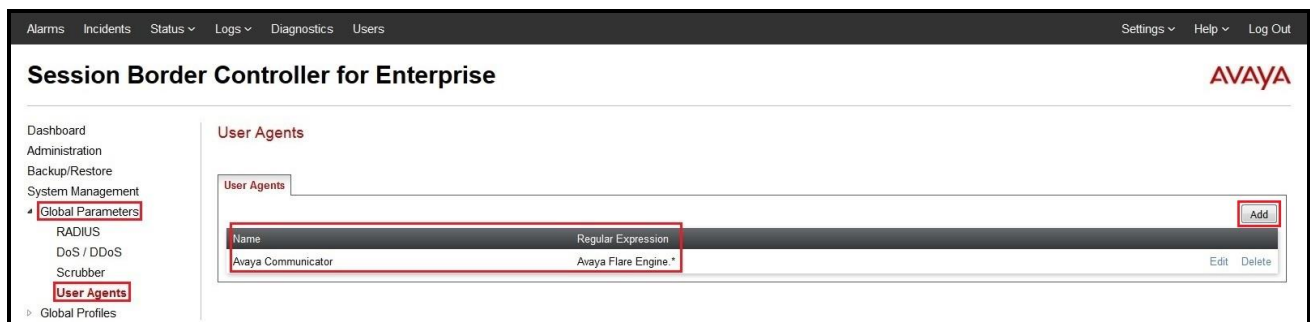 Alarms Incidents Status Logs Diagnostics Users Settings Help Log Out
Session Border Controller for Enterprise
AVAYA
Dashboard
Administration
Backup/Restore
System Management
Global Parameters
RADIUS
DoS / DDoS
Scrubber
User Agents
Global Profiles
User Agents
User Agents
Add
Name Regular Expression
Avaya Communicator Avaya Flare Engine.* Edit Delete